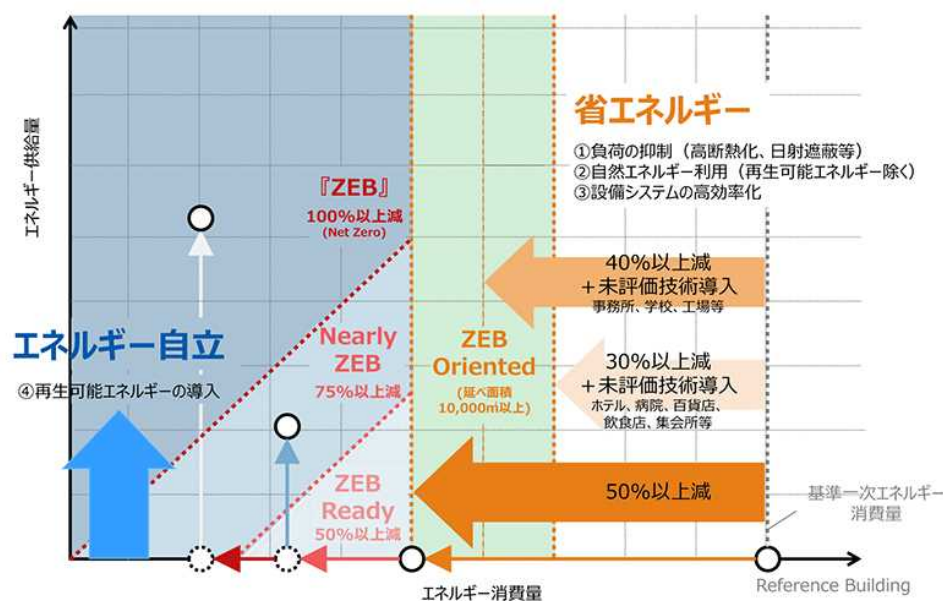 エネルギー供給量
省エネルギー
①負荷の抑制（高断熱化、日射遮蔽等）
②自然エネルギー利用（再生可能エネルギー除く）
③設備システムの高効率化
『ZEB』
100%以上減
(Net Zero)
40%以上減
＋未評価技術導入
事務所、学校、工場等
エネルギー自立
④再生可能エネルギーの導入
Nearly
ZEB
75%以上減
ZEB
Oriented
(延べ面積
10,000㎡以上)
30%以上減
＋未評価技術導入
ホテル、病院、百貨店、
飲食店、集会所等
ZEB
Ready
50%以上減
50%以上減
基準一次エネルギー
消費量
エネルギー消費量
Reference Building